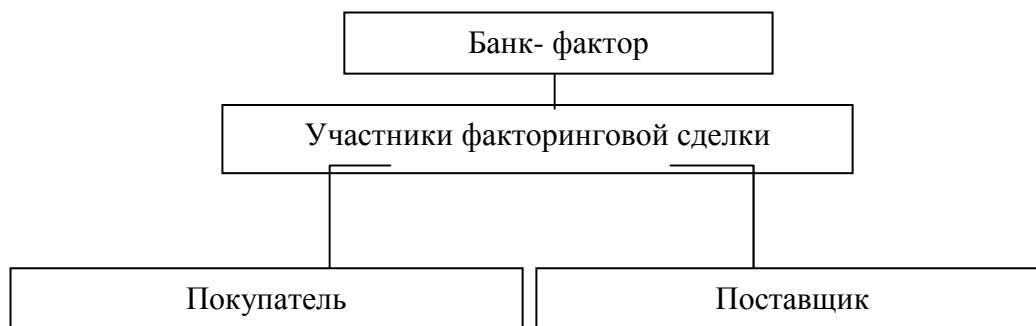 Банк- фактор
Участники факторинговой сделки
Покупатель
Поставщик